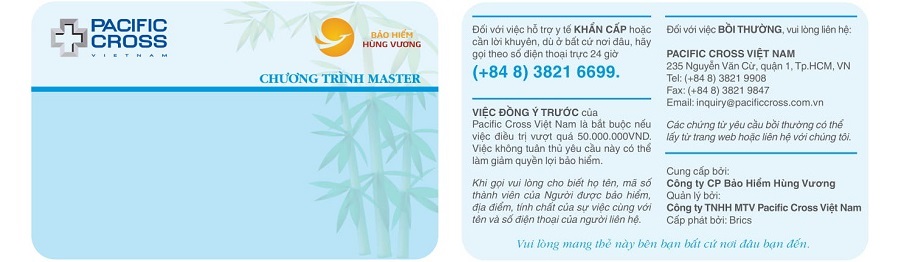 PACIFIC
CROSS
VIETNAM
BẢO HIỂM
HÙNG VƯƠNG
CHƯƠNG TRÌNH MASTER
Đối với việc hỗ trợ y tế KHẨN CẤP hoặc
cần lời khuyên, dù ở bất cứ nơi đâu, hãy
gọi theo số điện thoại trực 24 giờ
(+84 8) 3821 6699.
VIỆC ĐỒNG Ý TRƯỚC của
Pacific Cross Việt Nam là bắt buộc nếu
việc điều trị vượt quá 50.000.000VND.
Việc không tuân thủ yêu cầu này có thể
làm giảm quyền lợi bảo hiểm.
Khi gọi vui lòng cho biết họ tên, mã số
thành viên của Người được bảo hiểm,
địa điểm, tính chất của sự việc cùng với
tên và số điện thoại của người liên hệ.
Đối với việc BỒI THƯỜNG, vui lòng liên hệ:
PACIFIC CROSS VIỆT NAM
235 Nguyễn Văn Cừ, quận 1, Tp.HCM, VN
Tel: (+84 8) 3821 9908
Fax: (+84 8) 3821 9847
Email: inquiry@pacificcross.com.vn
Các chứng từ yêu cầu bồi thường có thể
lấy từ trang web hoặc liên hệ với chúng tôi.
Cung cấp bởi:
Công ty CP Bảo Hiểm Hùng Vương
Quản lý bởi:
Công ty TNHH MTV Pacific Cross Việt Nam
Cấp phát bởi: Brics
Vui lòng mang thẻ này bên bạn bất cứ nơi đâu bạn đến.